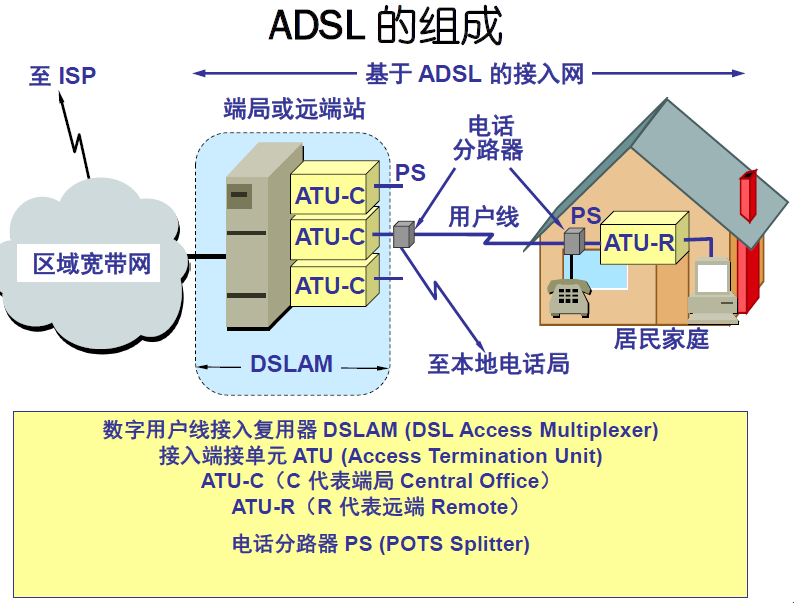 ADSL 的组成
至 ISP
基于 ADSL 的接入网
端局或远端站
电话
分路器
PS
ATU-C
ATU-C
ATU-C
用户线
PS
ATU-R
区域宽带网
DSLAM
至本地电话局
居民家庭
数字用户线接入复用器 DSLAM (DSL Access Multiplexer)
接入端接单元 ATU (Access Termination Unit)
ATU-C（C 代表端局 Central Office）
ATU-R（R 代表远端 Remote）
电话分路器 PS (POTS Splitter)